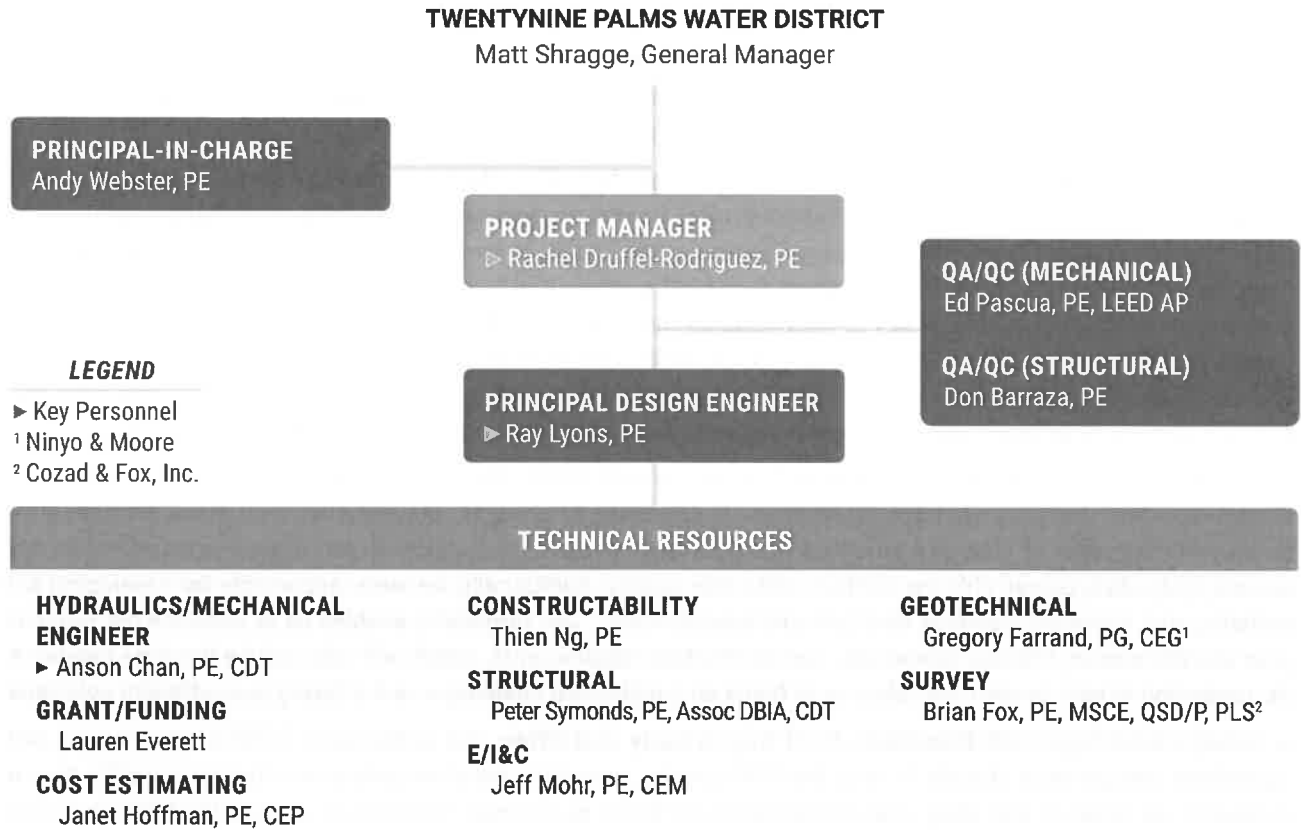 TWENTYNINE PALMS WATER DISTRICT
Matt Shragge, General Manager
PRINCIPAL-IN-CHARGE
Andy Webster, PE
PROJECT MANAGER
▷ Rachel Druffel-Rodriguez, PE
QA/QC (MECHANICAL)
Ed Pascua, PE, LEED AP
QA/QC (STRUCTURAL)
Don Barraza, PE
LEGEND
► Key Personnel
¹ Ninyo & Moore
² Cozad & Fox, Inc.
PRINCIPAL DESIGN ENGINEER
▷ Ray Lyons, PE
TECHNICAL RESOURCES
HYDRAULICS/MECHANICAL
ENGINEER
► Anson Chan, PE, CDT
GRANT/FUNDING
Lauren Everett
COST ESTIMATING
Janet Hoffman, PE, CEP
CONSTRUCTABILITY
Thien Ng, PE
STRUCTURAL
Peter Symonds, PE, Assoc DBIA, CDT
E/I&C
Jeff Mohr, PE, CEM
GEOTECHNICAL
Gregory Farrand, PG, CEG¹
SURVEY
Brian Fox, PE, MSCE, QSD/P, PLS²